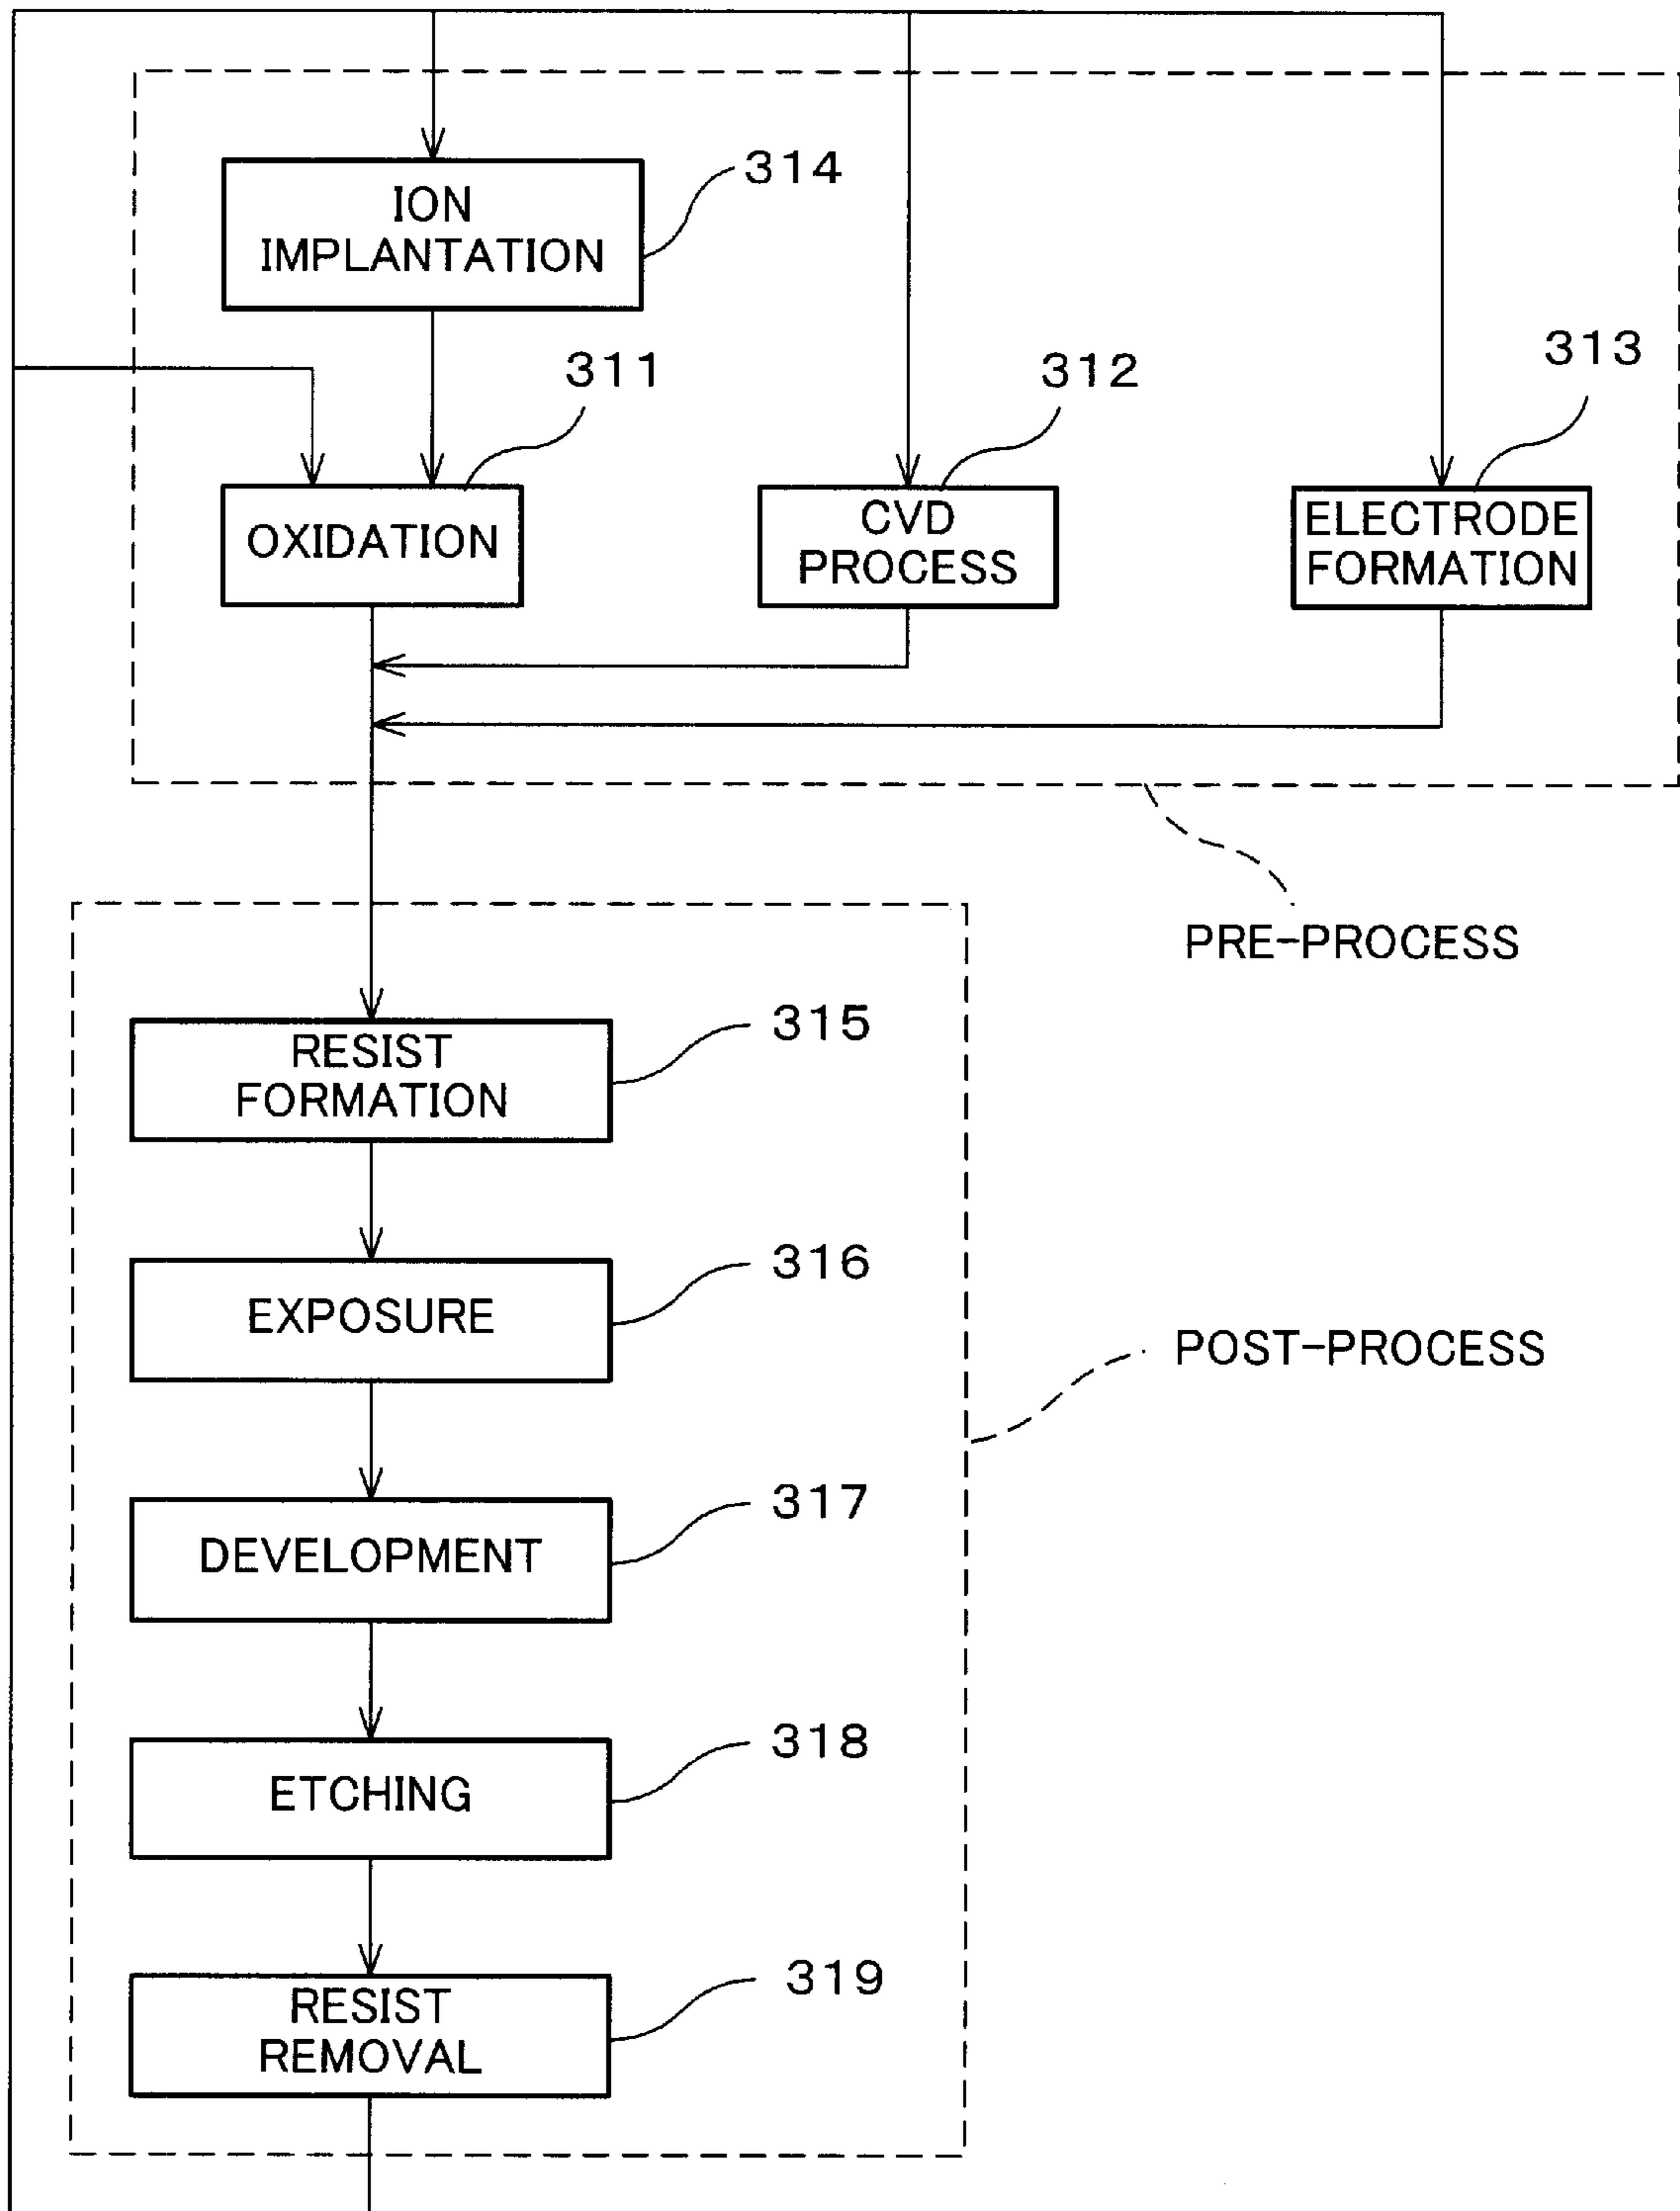 314
ION
IMPLANTATION
311
312
313
OXIDATION
CVD
PROCESS
ELECTRODE
FORMATION
PRE-PROCESS
315
RESIST
FORMATION
316
EXPOSURE
POST-PROCESS
317
DEVELOPMENT
318
ETCHING
319
RESIST
REMOVAL